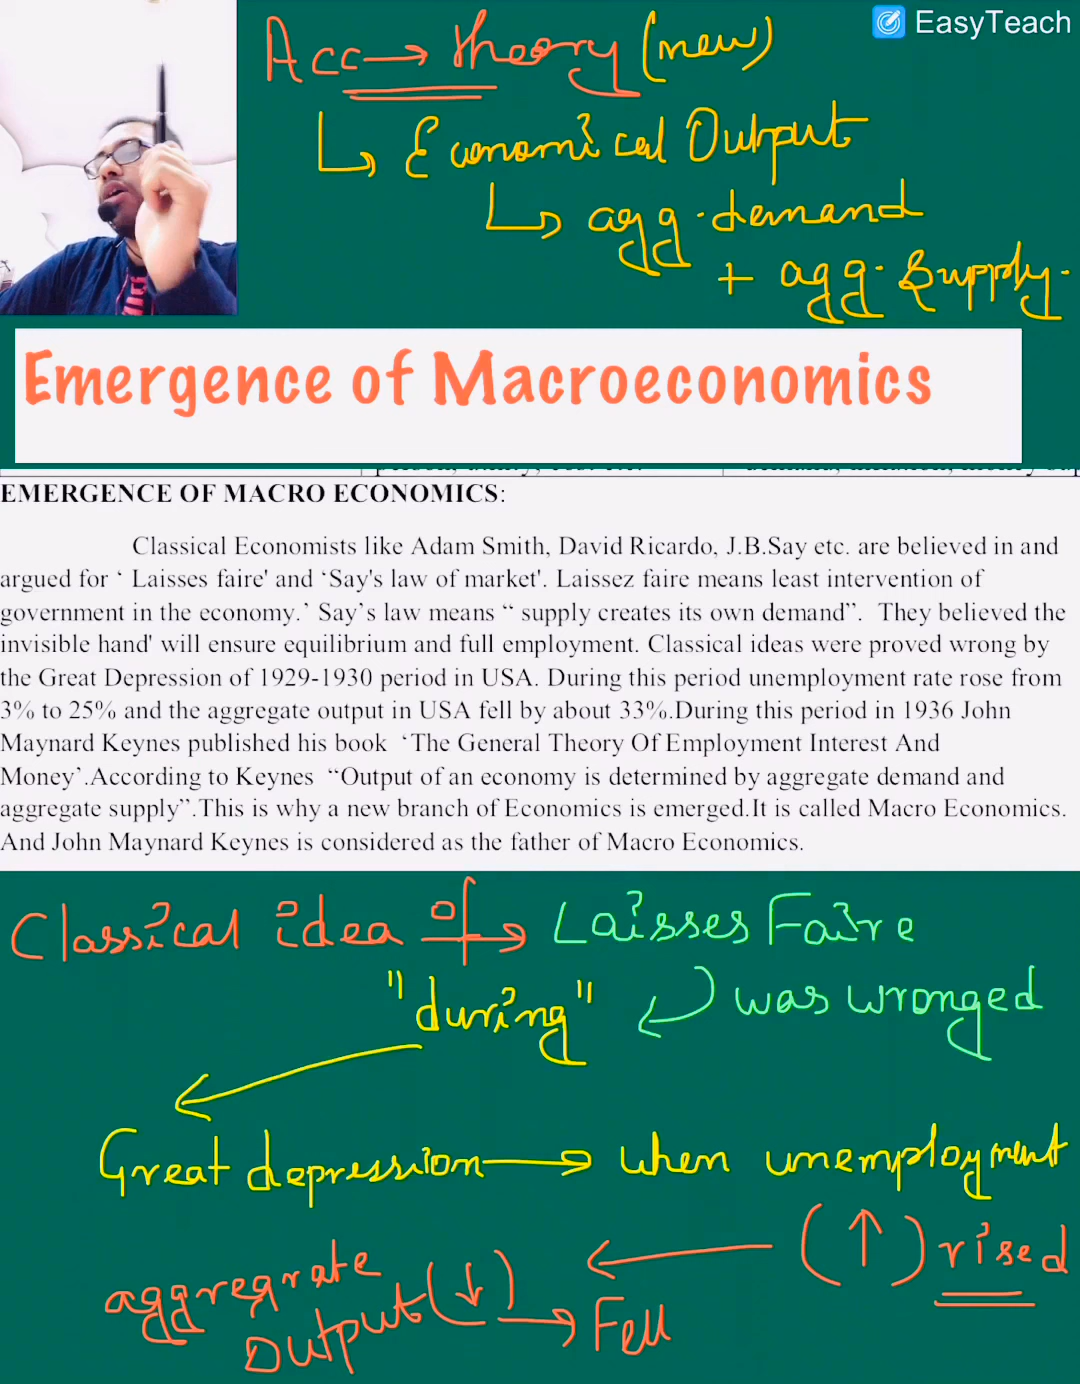 EasyTeach
Acc → theory (new)
↳ Economical Output
↳ agg. demand
+ agg. Supply.
Emergence of Macroeconomics
EMERGENCE OF MACRO ECONOMICS:
Classical Economists like Adam Smith, David Ricardo, J.B.Say etc. are believed in and
argued for ‘ Laisses faire' and ‘Say's law of market'. Laissez faire means least intervention of
government in the economy.’ Say’s law means “ supply creates its own demand”. They believed the
invisible hand' will ensure equilibrium and full employment. Classical ideas were proved wrong by
the Great Depression of 1929-1930 period in USA. During this period unemployment rate rose from
3% to 25% and the aggregate output in USA fell by about 33%.During this period in 1936 John
Maynard Keynes published his book ‘The General Theory Of Employment Interest And
Money’.According to Keynes “Output of an economy is determined by aggregate demand and
aggregate supply”.This is why a new branch of Economics is emerged.It is called Macro Economics.
And John Maynard Keynes is considered as the father of Macro Economics.
Classical idea of → Laisses Faire
"during" ↙ was wronged
Great depression → when unemployment
(↑) rised
aggregrate
Output (↓) → Fell